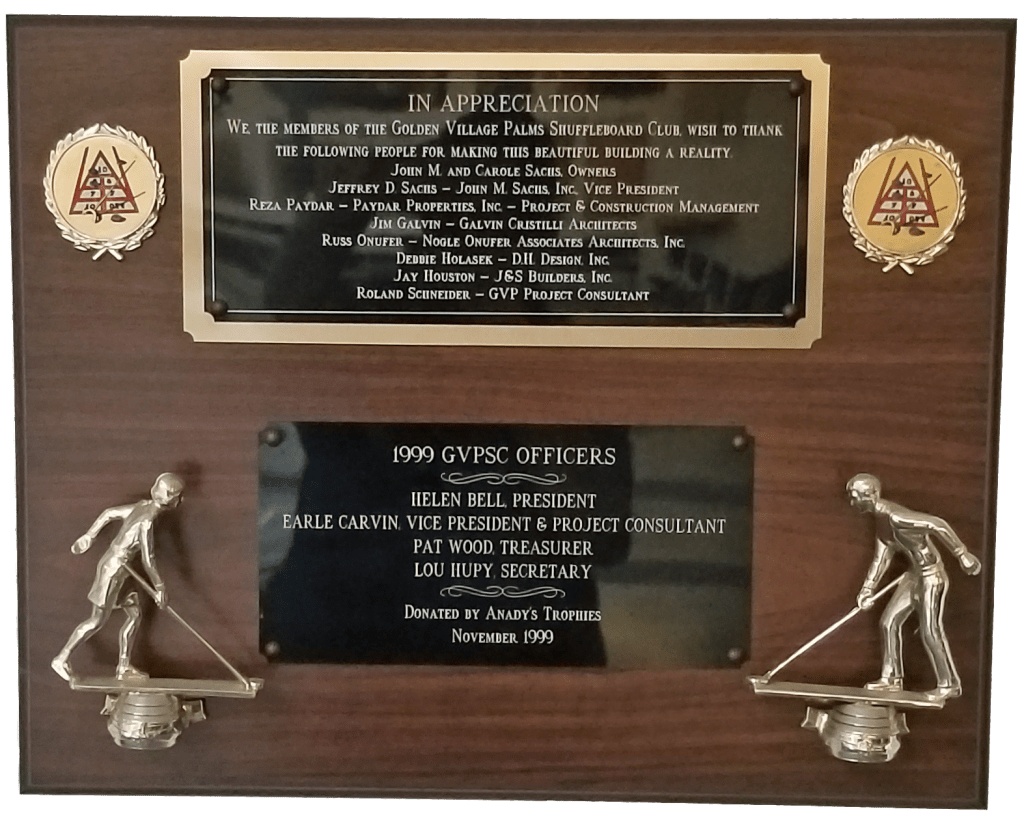 IN APPRECIATION
WE, THE MEMBERS OF THE GOLDEN VILLAGE PALMS SHUFFLEBOARD CLUB, WISH TO THANK
THE FOLLOWING PEOPLE FOR MAKING THIS BEAUTIFUL BUILDING A REALITY.
JOHN M. AND CAROLE SACHS, OWNERS
JEFFREY D. SACHS – JOHN M. SACHS, INC. VICE PRESIDENT
REZA PAYDAR – PAYDAR PROPERTIES, INC. – PROJECT & CONSTRUCTION MANAGEMENT
JIM GALVIN – GALVIN CRISTILLI ARCHITECTS
RUSS ONUFER – NOGLE ONUFER ASSOCIATES ARCHITECTS, INC.
DEBBIE HOLASEK – D.H. DESIGN, INC.
JAY HOUSTON – J&S BUILDERS, INC.
ROLAND SCHNEIDER – GVP PROJECT CONSULTANT
1999 GVPSC OFFICERS
HELEN BELL, PRESIDENT
EARLE CARVIN, VICE PRESIDENT & PROJECT CONSULTANT
PAT WOOD, TREASURER
LOU HUPY, SECRETARY
DONATED BY ANADY'S TROPHIES
NOVEMBER 1999